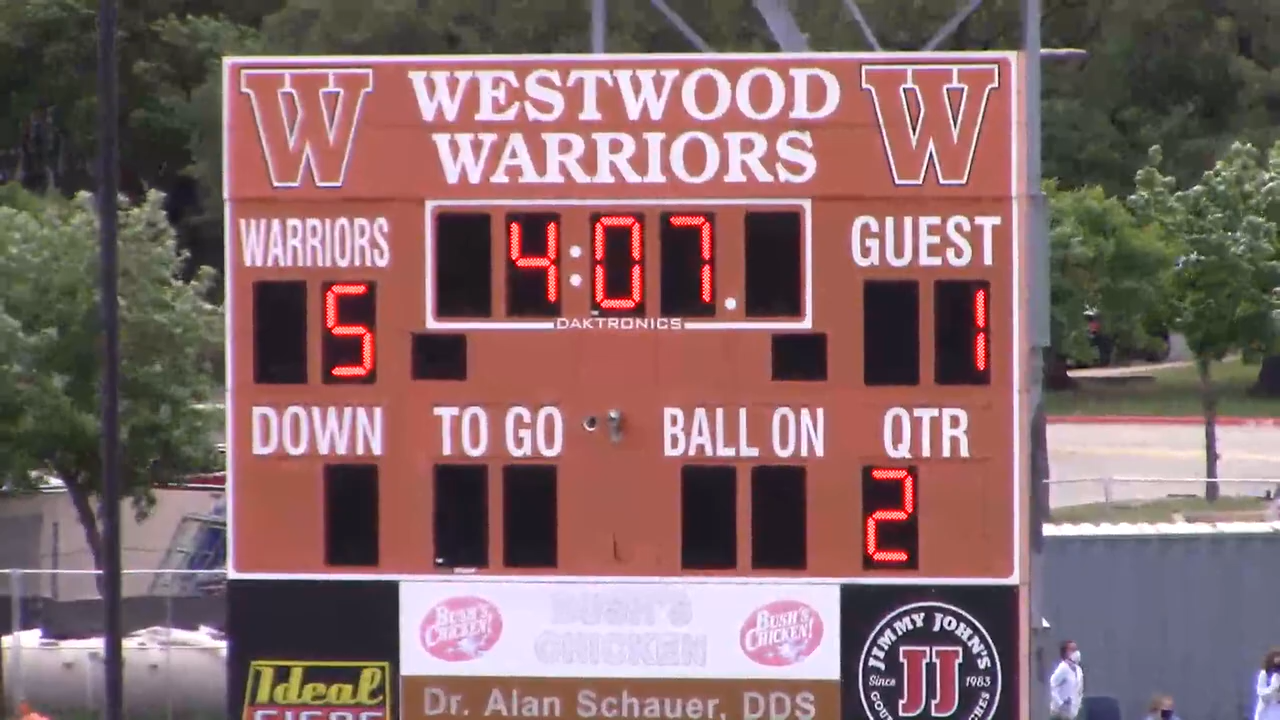 W WESTWOOD W
WARRIORS
WARRIORS 4:07. GUEST
5 DAKTRONICS 1
DOWN TO GO BALL ON QTR
2
BUSH'S CHICKEN! BUSH'S CHICKEN BUSH'S CHICKEN!
JIMMY JOHN'S
Since JJ 1983
Ideal
Dr. Alan Schauer, DDS